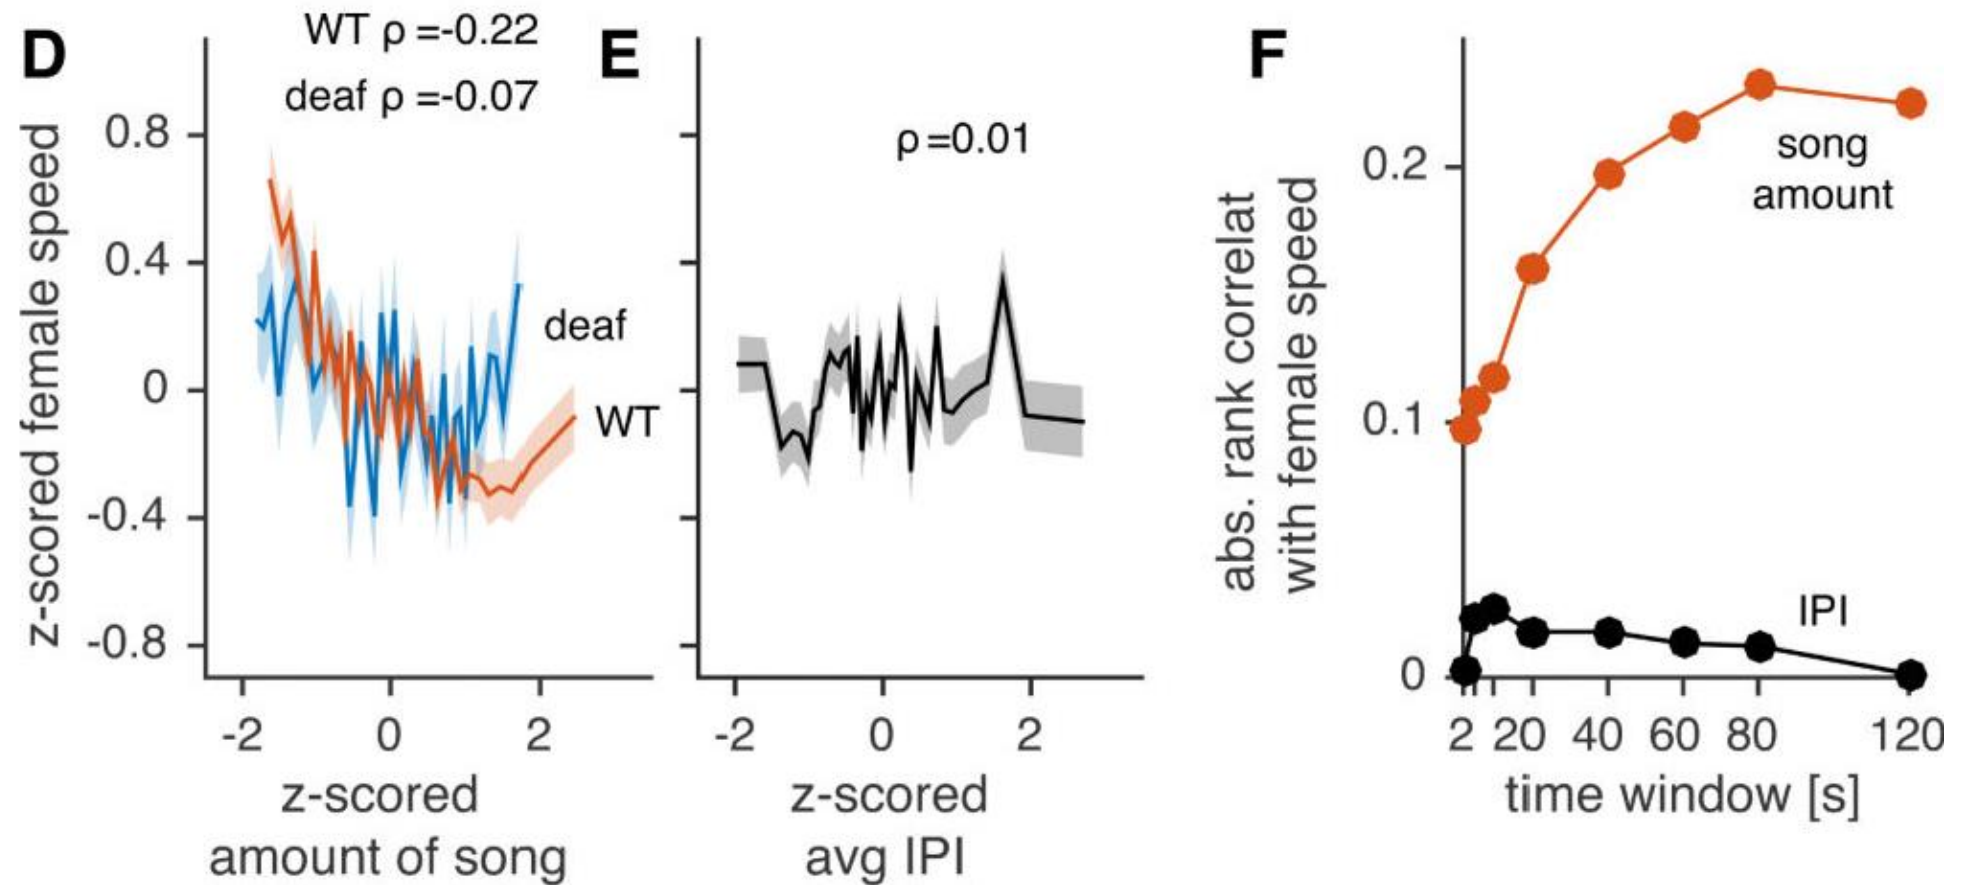 D
WT ρ =-0.22
deaf ρ =-0.07
z-scored female speed
0.8
0.4
0
-0.4
-0.8
deaf
WT
-2 0 2
z-scored
amount of song
E
ρ =0.01
-2 0 2
z-scored
avg IPI
F
abs. rank correlat
with female speed
0.2
0.1
0
song
amount
IPI
2 20 40 60 80 120
time window [s]